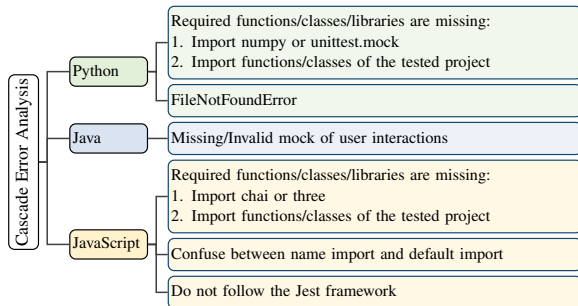 Cascade Error Analysis
Python
Required functions/classes/libraries are missing:
1. Import numpy or unittest.mock
2. Import functions/classes of the tested project
FileNotFoundError
Java
Missing/Invalid mock of user interactions
JavaScript
Required functions/classes/libraries are missing:
1. Import chai or three
2. Import functions/classes of the tested project
Confuse between name import and default import
Do not follow the Jest framework